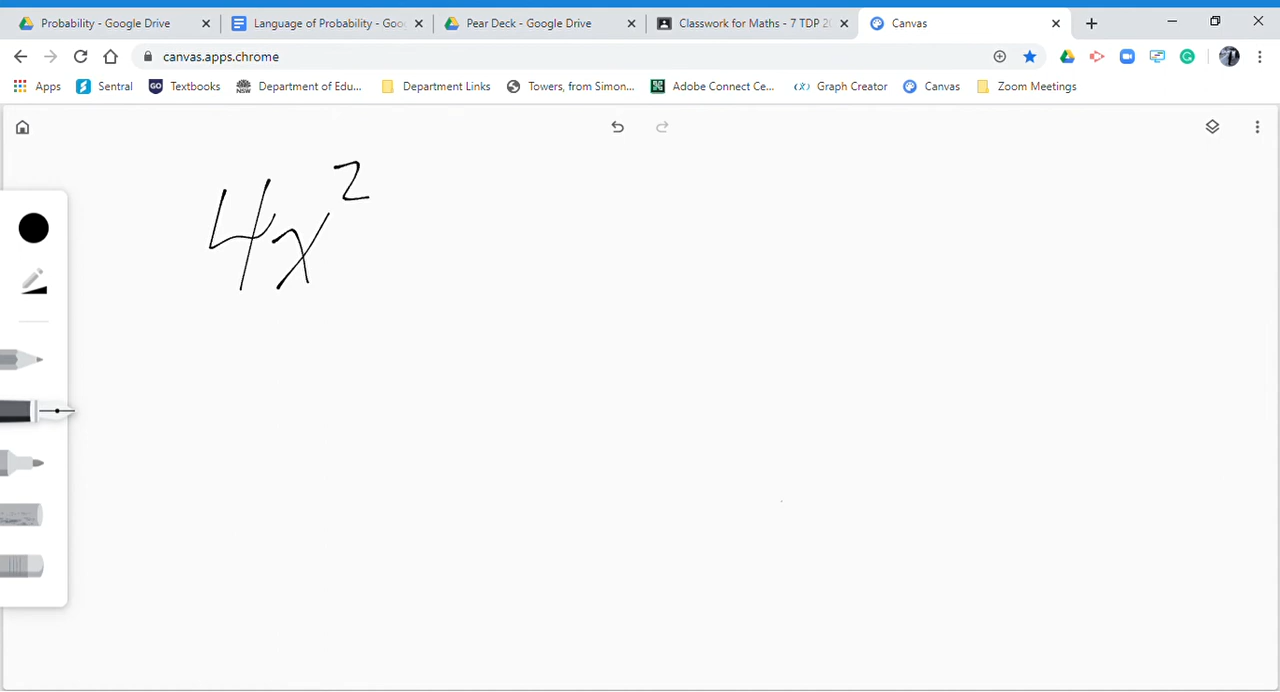 Probability - Google Drive Language of Probability - Goo Pear Deck - Google Drive Classwork for Maths - 7 TDP 20 Canvas
canvas.apps.chrome
Apps Sentral GO Textbooks Department of Edu... Department Links Towers, from Simon... Adobe Connect Ce... (x) Graph Creator Canvas Zoom Meetings
4x²